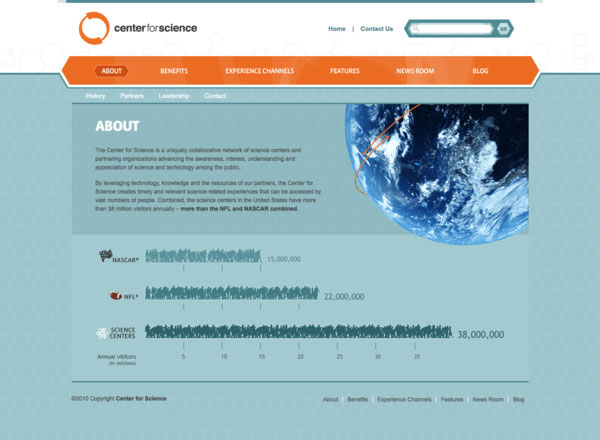 centerforscience
Home | Contact Us
GO
ABOUT BENEFITS EXPERIENCE CHANNELS FEATURES NEWS ROOM BLOG
History Partners Leadership Contact
ABOUT
The Center for Science is a uniquely collaborative network of science centers and
partnering organizations advancing the awareness, interest, understanding and
appreciation of science and technology among the public.
By leveraging technology, knowledge and the resources of our partners, the Center for
Science creates timely and relevant science-related experiences that can be accessed by
vast numbers of people. Combined, the science centers in the United States have more
than 38 million visitors annually – more than the NFL and NASCAR combined.
NASCAR® 15,000,000
NFL® 22,000,000
SCIENCE
CENTERS 38,000,000
Annual visitors 5 10 15 20 25 30 35
(in millions)
©2010 Copyright Center for Science About | Benefits | Experience Channels | Features | News Room | Blog